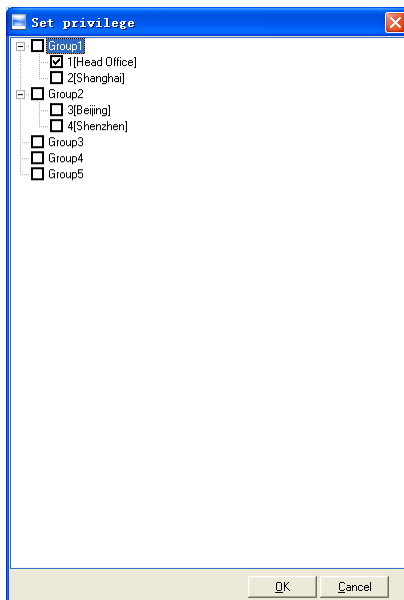 Set privilege
Group1
1[Head Office]
2[Shanghai]
Group2
3[Beijing]
4[Shenzhen]
Group3
Group4
Group5
OK
Cancel